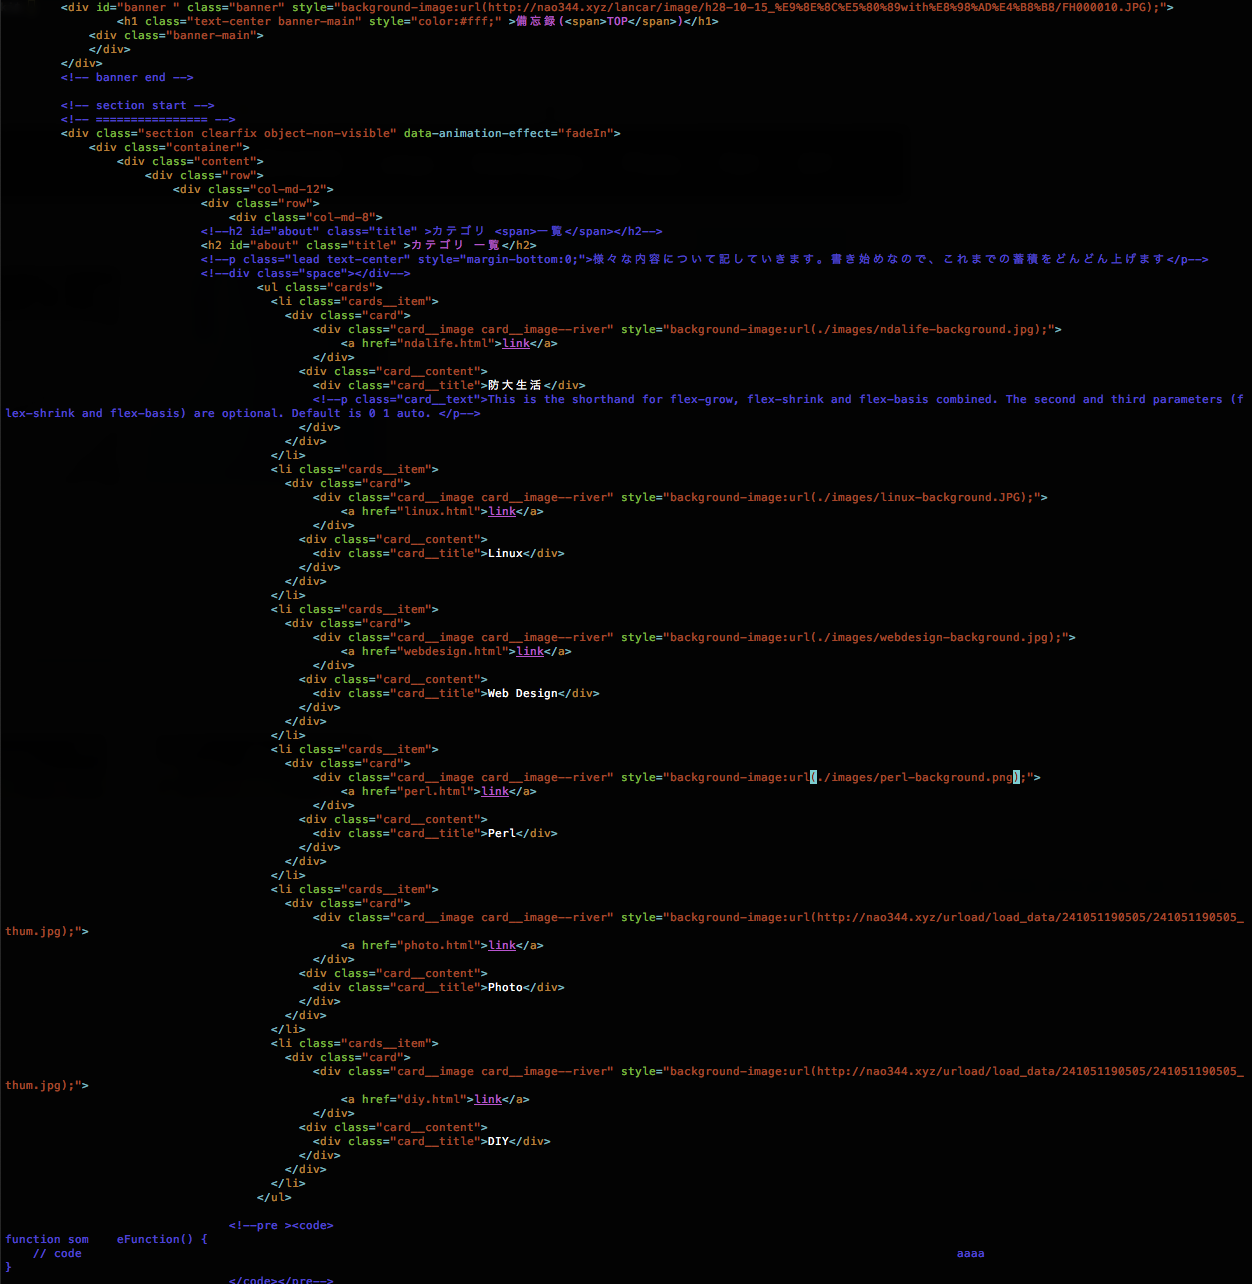 <div id="banner " class="banner" style="background-image:url(http://nao344.xyz/lancar/image/h28-10-15_%E9%8E%8C%E5%80%89with%E8%98%AD%E4%B8%B8/FH000010.JPG);">
<h1 class="text-center banner-main" style="color:#fff;" >備忘録(<span>TOP</span>)</h1>
<div class="banner-main">
</div>
</div>
<!-- banner end -->
<!-- section start -->
<!-- ================ -->
<div class="section clearfix object-non-visible" data-animation-effect="fadeIn">
<div class="container">
<div class="content">
<div class="row">
<div class="col-md-12">
<div class="row">
<div class="col-md-8">
<!--h2 id="about" class="title" >カテゴリ <span>一覧</span></h2-->
<h2 id="about" class="title" >カテゴリ 一覧</h2>
<!--p class="lead text-center" style="margin-bottom:0;">様々な内容について記していきます。書き始めなので、これまでの蓄積をどんどん上げます</p-->
<!--div class="space"></div-->
<ul class="cards">
<li class="cards__item">
<div class="card">
<div class="card__image card__image--river" style="background-image:url(./images/ndalife-background.jpg);">
<a href="ndalife.html">link</a>
</div>
<div class="card__content">
<div class="card__title">防大生活</div>
<!--p class="card__text">This is the shorthand for flex-grow, flex-shrink and flex-basis combined. The second and third parameters (f
lex-shrink and flex-basis) are optional. Default is 0 1 auto. </p-->
</div>
</div>
</li>
<li class="cards__item">
<div class="card">
<div class="card__image card__image--river" style="background-image:url(./images/linux-background.JPG);">
<a href="linux.html">link</a>
</div>
<div class="card__content">
<div class="card__title">Linux</div>
</div>
</div>
</li>
<li class="cards__item">
<div class="card">
<div class="card__image card__image--river" style="background-image:url(./images/webdesign-background.jpg);">
<a href="webdesign.html">link</a>
</div>
<div class="card__content">
<div class="card__title">Web Design</div>
</div>
</div>
</li>
<li class="cards__item">
<div class="card">
<div class="card__image card__image--river" style="background-image:url(./images/perl-background.png);">
<a href="perl.html">link</a>
</div>
<div class="card__content">
<div class="card__title">Perl</div>
</div>
</div>
</li>
<li class="cards__item">
<div class="card">
<div class="card__image card__image--river" style="background-image:url(http://nao344.xyz/urload/load_data/241051190505/241051190505_
thum.jpg);">
<a href="photo.html">link</a>
</div>
<div class="card__content">
<div class="card__title">Photo</div>
</div>
</div>
</li>
<li class="cards__item">
<div class="card">
<div class="card__image card__image--river" style="background-image:url(http://nao344.xyz/urload/load_data/241051190505/241051190505_
thum.jpg);">
<a href="diy.html">link</a>
</div>
<div class="card__content">
<div class="card__title">DIY</div>
</div>
</div>
</li>
</ul>
<!--pre ><code>
function som    eFunction() {
// code aaaa
}
</code></pre-->